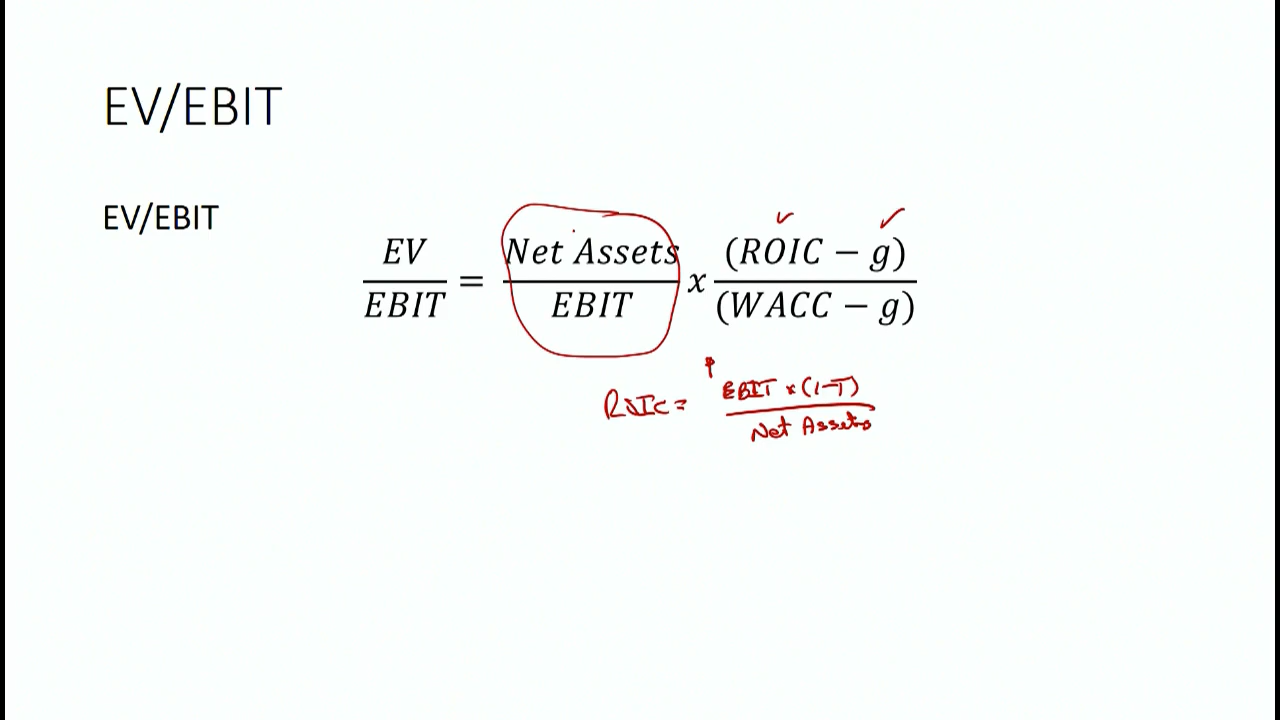 EV/EBIT
EV/EBIT
EV/EBIT = Net Assets/EBIT x (ROIC − g)/(WACC − g)
ROIC = EBIT × (1-T)/Net Assets